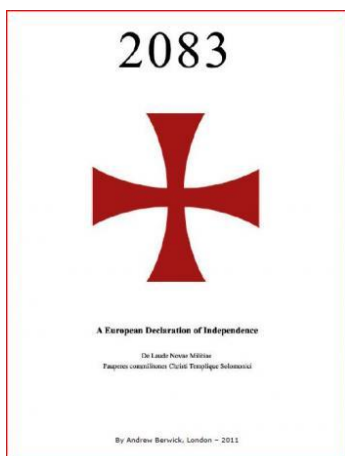 2083
A European Declaration of Independence
De Laude Novae Militiae
Pauperes commilitones Christi Templique Solomonici
By Andrew Berwick, London – 2011